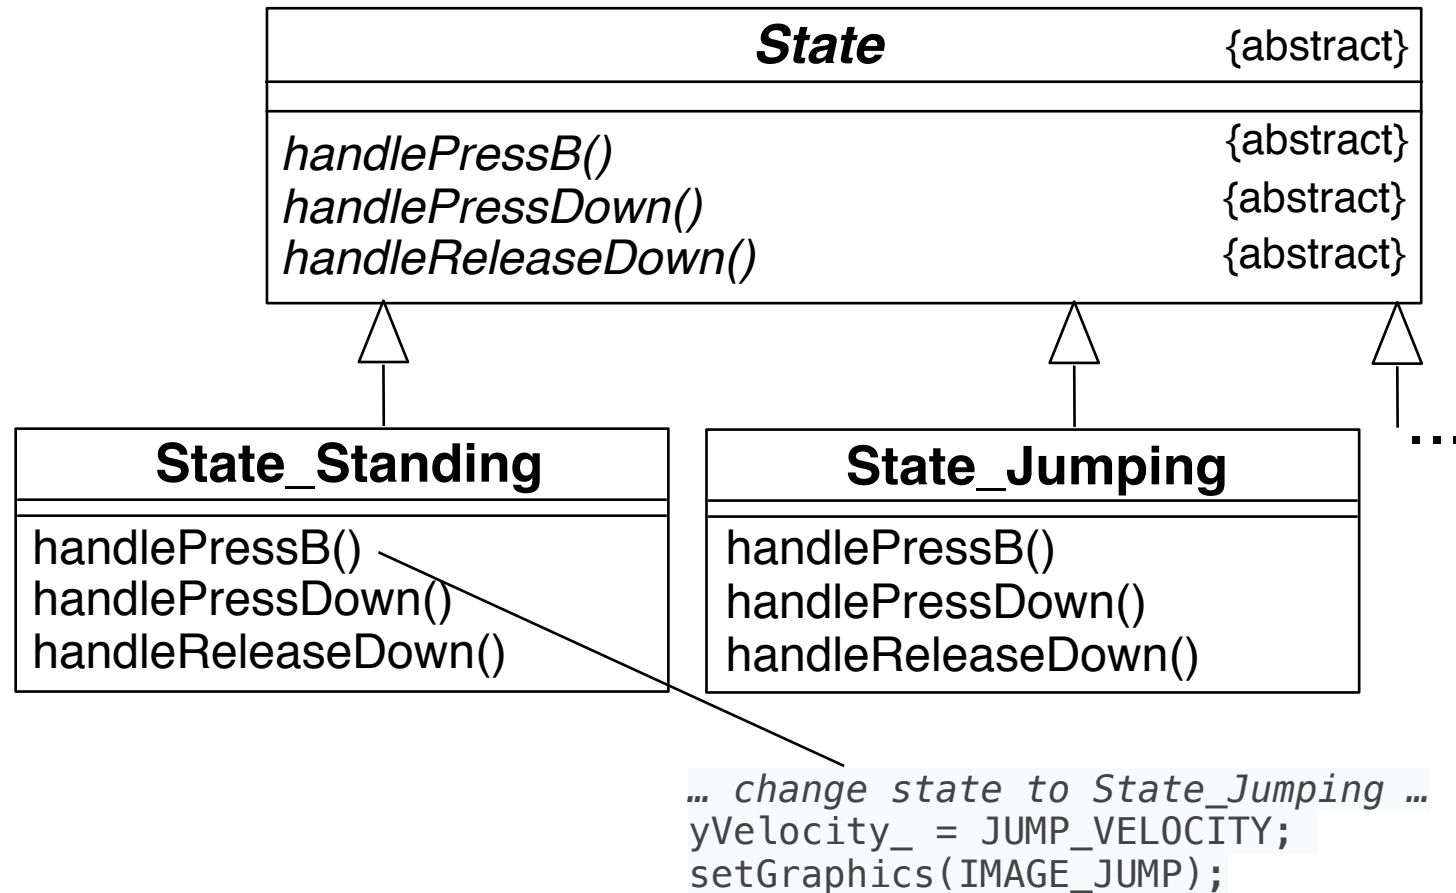 State {abstract}
handlePressB() {abstract}
handlePressDown() {abstract}
handleReleaseDown() {abstract}
...
State_Standing
handlePressB()
handlePressDown()
handleReleaseDown()
State_Jumping
handlePressB()
handlePressDown()
handleReleaseDown()
… change state to State_Jumping …
yVelocity_ = JUMP_VELOCITY;
setGraphics(IMAGE_JUMP);